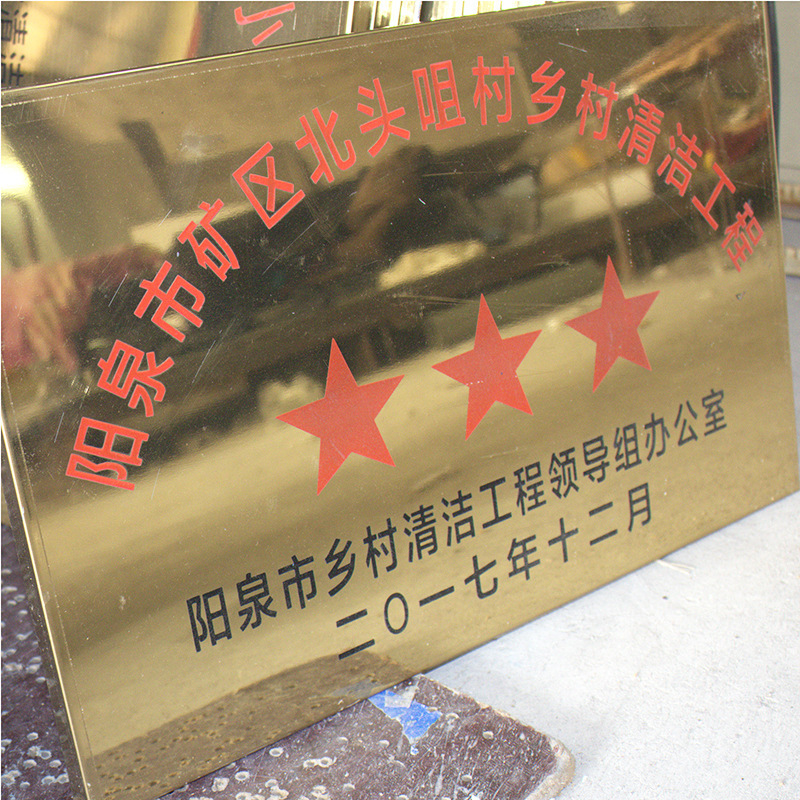 阳泉市矿区北头咀村乡村清洁工程
阳泉市乡村清洁工程领导组办公室
二〇一七年十二月